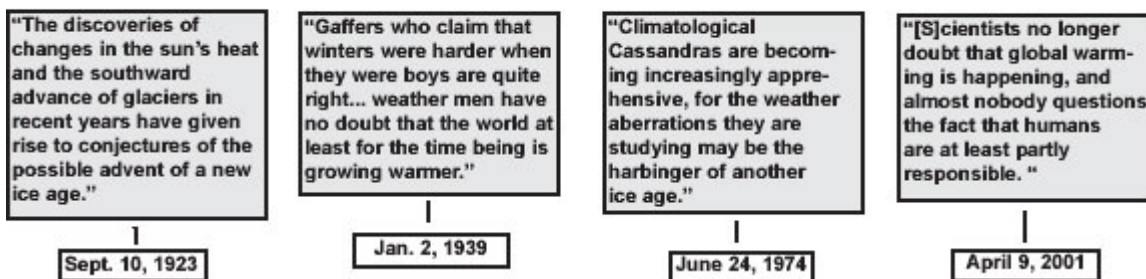 “The discoveries of
changes in the sun’s heat
and the southward
advance of glaciers in
recent years have given
rise to conjectures of the
possible advent of a new
ice age.”
Sept. 10, 1923
“Gaffers who claim that
winters were harder when
they were boys are quite
right... weather men have
no doubt that the world at
least for the time being is
growing warmer.”
Jan. 2, 1939
“Climatological
Cassandras are becom-
ing increasingly appre-
hensive, for the weather
aberrations they are
studying may be the
harbinger of another
ice age.”
June 24, 1974
“[S]cientists no longer
doubt that global warm-
ing is happening, and
almost nobody questions
the fact that humans
are at least partly
responsible. “
April 9, 2001